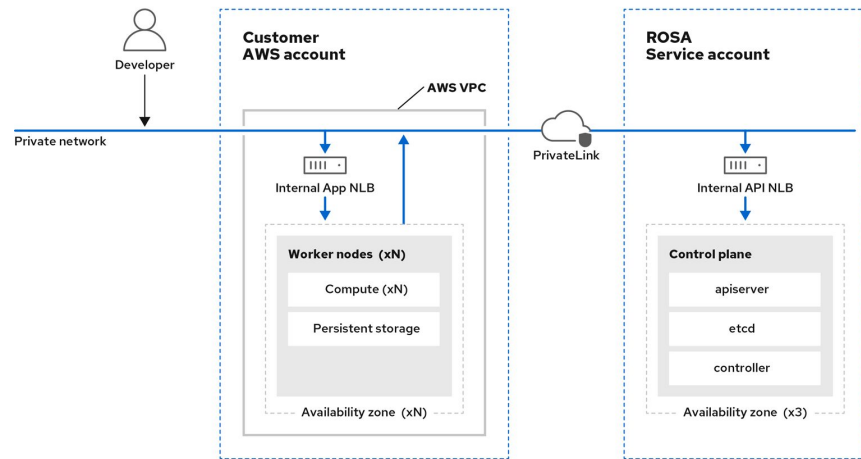 Developer
Private network
Customer
AWS account
AWS VPC
Internal App NLB
Worker nodes (xN)
Compute (xN)
Persistent storage
Availability zone (xN)
PrivateLink
ROSA
Service account
Internal API NLB
Control plane
apiserver
etcd
controller
Availability zone (x3)